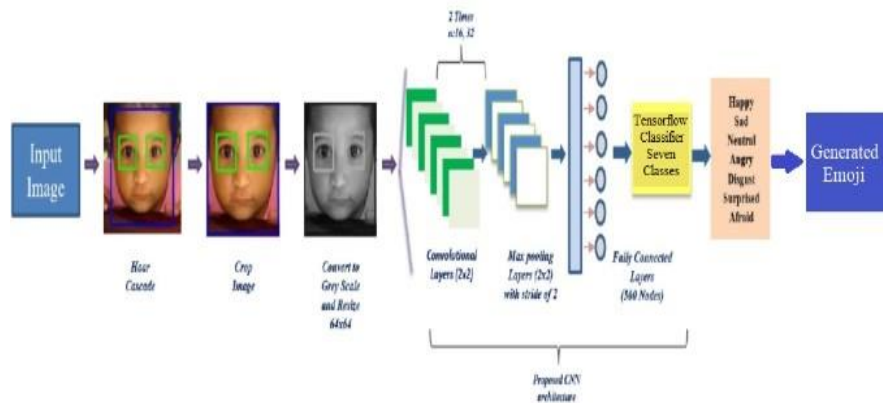 2 Times
n:16, 32
Input
Image
Haar
Cascade
Crop
Image
Convert to
Grey Scale
and Resize
64x64
Convolutional
Layers (2x2)
Max pooling
Layers (2x2)
with stride of 2
Fully Connected
Layers
(500 Nodes)
Tensorflow
Classifier
Seven
Classes
Happy
Sad
Neutral
Angry
Disgust
Surprised
Afraid
Generated
Emoji
Proposed CNN
architecture